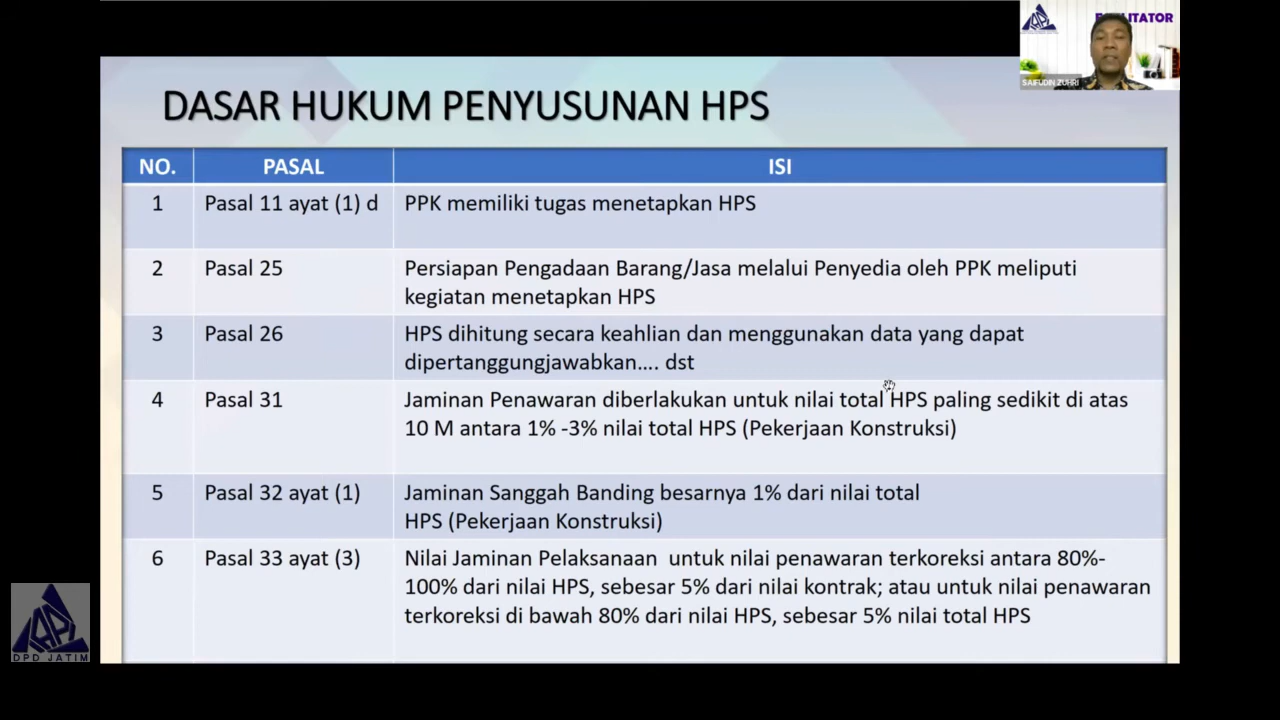 FACILITATOR
SAIFUDIN ZUHRI
DASAR HUKUM PENYUSUNAN HPS
NO. PASAL ISI
1 Pasal 11 ayat (1) d PPK memiliki tugas menetapkan HPS
2 Pasal 25 Persiapan Pengadaan Barang/Jasa melalui Penyedia oleh PPK meliputi
kegiatan menetapkan HPS
3 Pasal 26 HPS dihitung secara keahlian dan menggunakan data yang dapat
dipertanggungjawabkan.... dst
4 Pasal 31 Jaminan Penawaran diberlakukan untuk nilai total HPS paling sedikit di atas
10 M antara 1% -3% nilai total HPS (Pekerjaan Konstruksi)
5 Pasal 32 ayat (1) Jaminan Sanggah Banding besarnya 1% dari nilai total
HPS (Pekerjaan Konstruksi)
6 Pasal 33 ayat (3) Nilai Jaminan Pelaksanaan untuk nilai penawaran terkoreksi antara 80%-
100% dari nilai HPS, sebesar 5% dari nilai kontrak; atau untuk nilai penawaran
terkoreksi di bawah 80% dari nilai HPS, sebesar 5% nilai total HPS
DPD JATIM